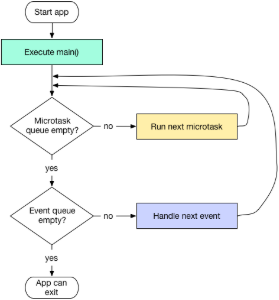 Start app
Execute main()
Microtask
queue empty?
no
Run next microtask
yes
Event queue
empty?
no
Handle next event
yes
App can
exit